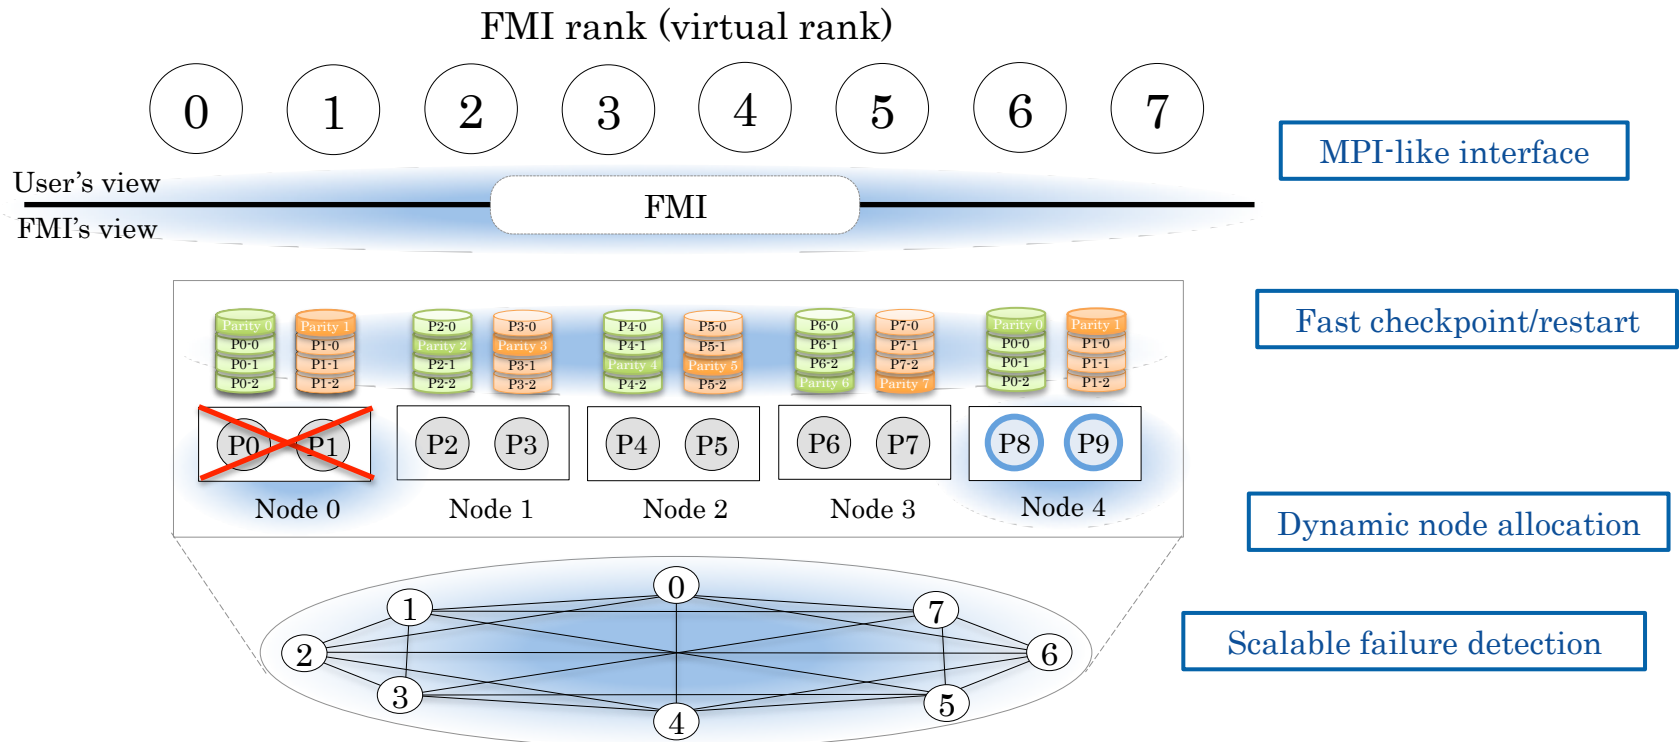 FMI rank (virtual rank)
0 1 2 3 4 5 6 7
MPI-like interface
User's view
FMI
FMI's view
Fast checkpoint/restart
Parity 0 Parity 1 P2-0 P3-0 P4-0 P5-0 P6-0 P7-0 Parity 0 Parity 1
P0-0 P1-0 Parity 2 Parity 3 P4-1 P5-1 P6-1 P7-1 P0-0 P1-0
P0-1 P1-1 P2-1 P3-1 Parity 4 Parity 5 P6-2 P7-2 P0-1 P1-1
P0-2 P1-2 P2-2 P3-2 P4-2 P5-2 Parity 6 Parity 7 P0-2 P1-2
P0 P1 P2 P3 P4 P5 P6 P7 P8 P9
Node 0 Node 1 Node 2 Node 3 Node 4
Dynamic node allocation
0
1 7
2 6
3 5
4
Scalable failure detection